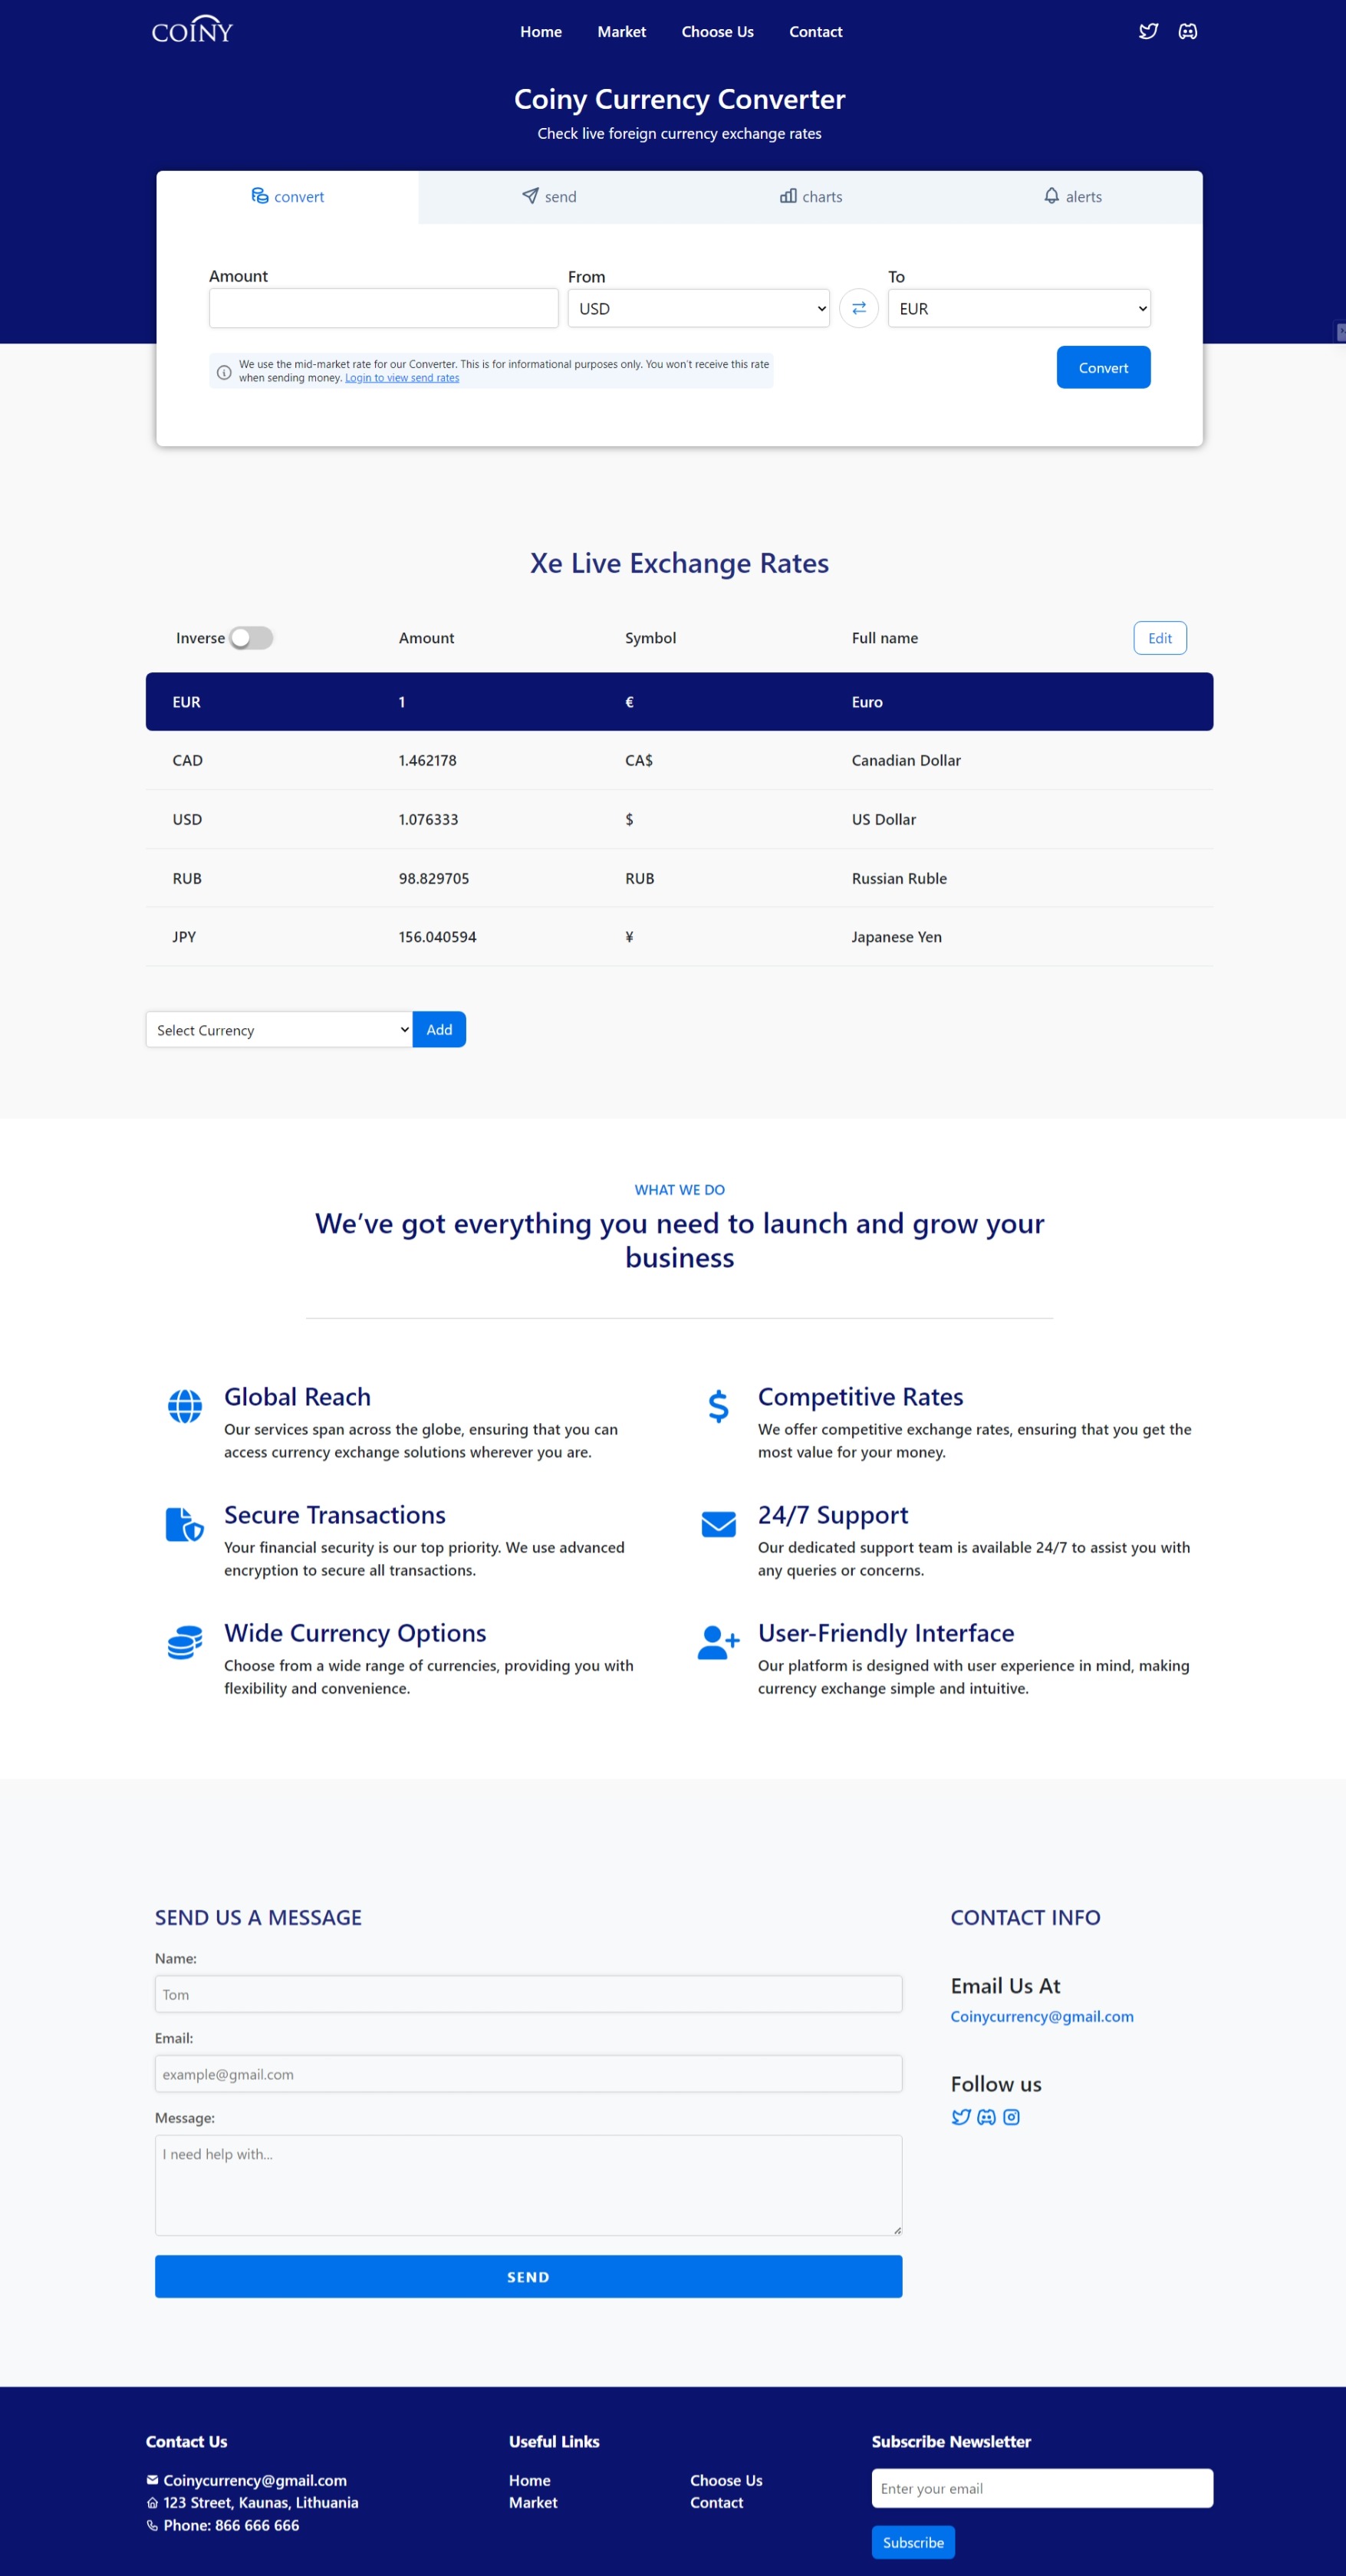 COINY
Home Market Choose Us Contact
Coiny Currency Converter
Check live foreign currency exchange rates
convert send charts alerts
Amount From To
USD EUR
We use the mid-market rate for our Converter. This is for informational purposes only. You won't receive this rate
when sending money. Login to view send rates
Convert
Xe Live Exchange Rates
Inverse Amount Symbol Full name Edit
EUR 1 € Euro
CAD 1.462178 CA$ Canadian Dollar
USD 1.076333 $ US Dollar
RUB 98.829705 RUB Russian Ruble
JPY 156.040594 ¥ Japanese Yen
Select Currency Add
WHAT WE DO
We've got everything you need to launch and grow your
business
Global Reach
Our services span across the globe, ensuring that you can
access currency exchange solutions wherever you are.
Competitive Rates
We offer competitive exchange rates, ensuring that you get the
most value for your money.
Secure Transactions
Your financial security is our top priority. We use advanced
encryption to secure all transactions.
24/7 Support
Our dedicated support team is available 24/7 to assist you with
any queries or concerns.
Wide Currency Options
Choose from a wide range of currencies, providing you with
flexibility and convenience.
User-Friendly Interface
Our platform is designed with user experience in mind, making
currency exchange simple and intuitive.
SEND US A MESSAGE
Name:
Tom
Email:
example@gmail.com
Message:
I need help with...
SEND
CONTACT INFO
Email Us At
Coinycurrency@gmail.com
Follow us
Contact Us
Coinycurrency@gmail.com
123 Street, Kaunas, Lithuania
Phone: 866 666 666
Useful Links
Home Choose Us
Market Contact
Subscribe Newsletter
Enter your email
Subscribe